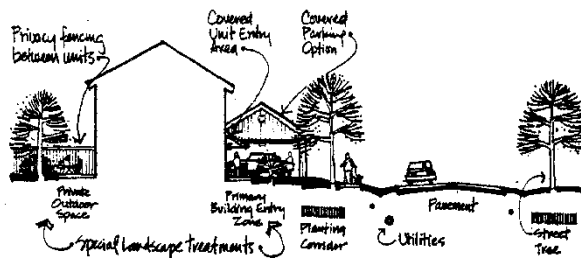 Privacy fencing
between units
Covered
Unit Entry
Area
Covered
Parking
Option
Private
Outdoor
Space
Primary
Building Entry
Zone
Planting
Corridor
Pavement
Utilities
Street
Tree
Special Landscape Treatments